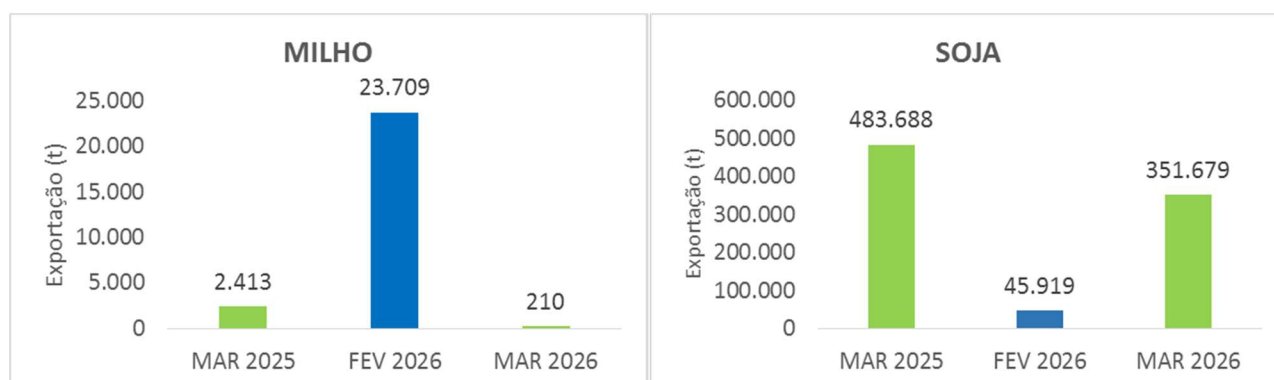 MILHO
Exportação (t)
25.000
20.000
15.000
10.000
5.000
0
2.413
23.709
210
MAR 2025
FEV 2026
MAR 2026
SOJA
Exportação (t)
600.000
500.000
400.000
300.000
200.000
100.000
0
483.688
45.919
351.679
MAR 2025
FEV 2026
MAR 2026